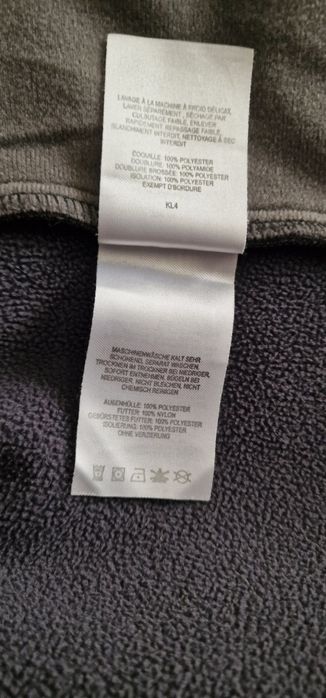 LAVAGE À LA MACHINE À FROID DÉLICAT,
LAVER SÉPARÉMENT, SÉCHAGE PAR
CULBUTAGE FAIBLE, ENLEVER
RAPIDEMENT REPASSAGE FAIBLE,
BLANCHIMENT INTERDIT, NETTOYAGE À SEC
INTERDIT
COQUILLE: 100% POLYESTER
DOUBLURE: 100% POLYAMIDE
DOUBLURE BROSSÉE: 100% POLYESTER
ISOLATION: 100% POLYESTER
EXEMPT D'BORDURE
KL4
MASCHINENWÄSCHE KALT SEHR
SCHONEND, SEPARAT WASCHEN,
TROCKNEN IM TROCKNER BEI NIEDRIGER,
SOFORT ENTNEHMEN, BÜGELN BEI
NIEDRIGER, NICHT BLEICHEN, NICHT
CHEMISCH REINIGEN
AUßENHÜLLE: 100% POLYESTER
FUTTER: 100% NYLON
GEBÜRSTETES FUTTER: 100% POLYESTER
ISOLIERUNG: 100% POLYESTER
OHNE VERZIERUNG